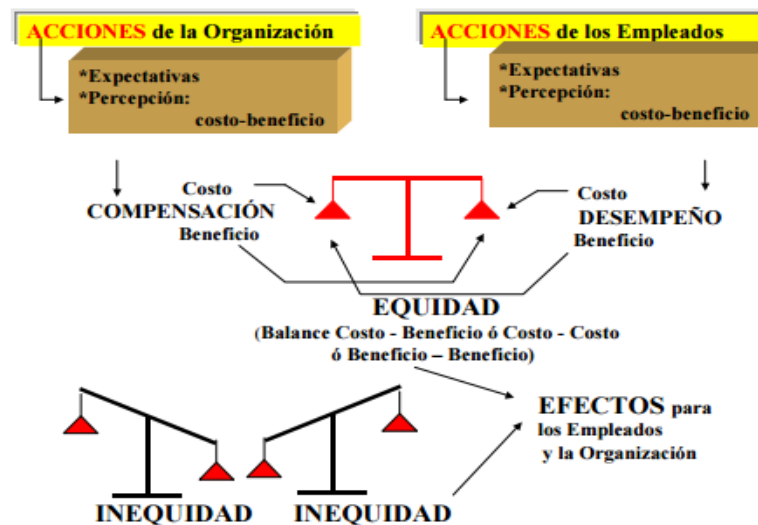 ACCIONES de la Organización
*Expectativas
*Percepción:
costo-beneficio
ACCIONES de los Empleados
*Expectativas
*Percepción:
costo-beneficio
Costo
COMPENSACIÓN
Beneficio
Costo
DESEMPEÑO
Beneficio
EQUIDAD
(Balance Costo - Beneficio ó Costo - Costo
ó Beneficio – Beneficio)
EFECTOS para
los Empleados
y la Organización
INEQUIDAD
INEQUIDAD